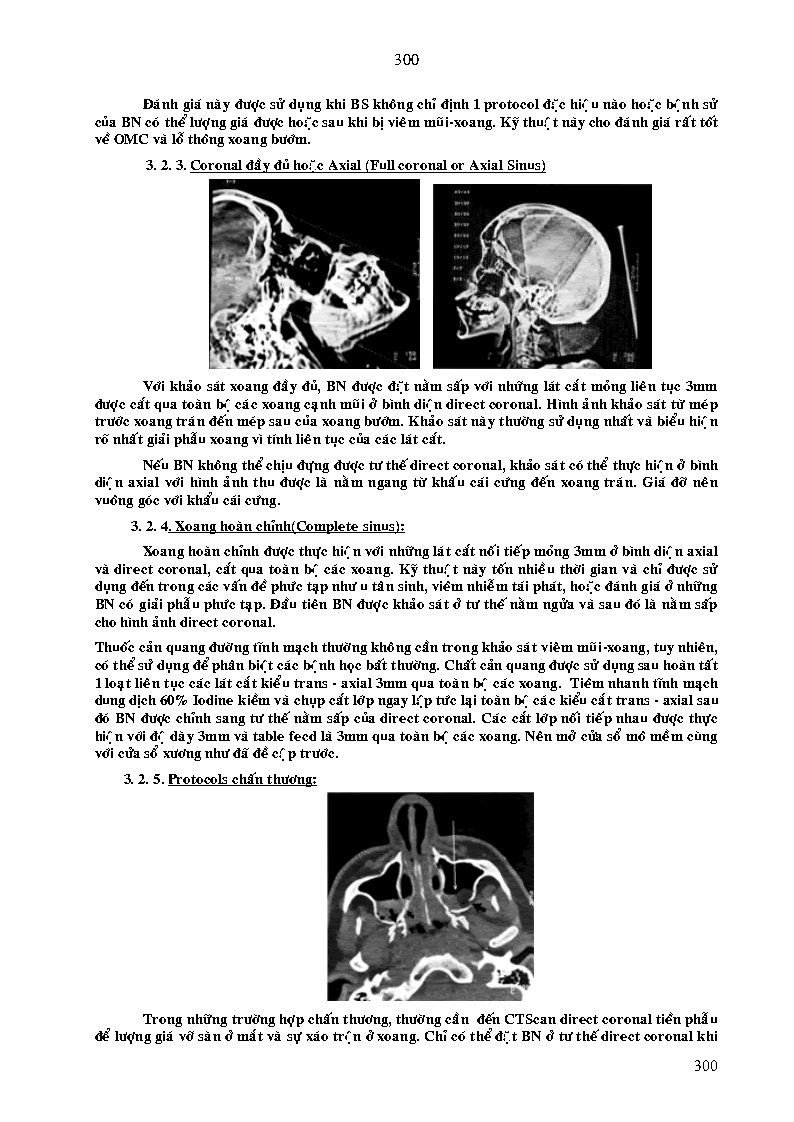 300
Đánh giá này được sử dụng khi BS không chỉ định 1 protocol đặc hiệu nào hoặc bệnh sử
của BN có thể lượng giá được hoặc sau khi bị viêm mũi-xoang. Kỹ thuật này cho đánh giá rất tốt
về OMC và lỗ thông xoang bướm.
3. 2. 3. Coronal đầy đủ hoặc Axial (Full coronal or Axial Sinus)
Với khảo sát xoang đầy đủ, BN được đặt nằm sấp với những lát cắt mỏng liên tục 3mm
được cắt qua toàn bộ các xoang cạnh mũi ở bình diện direct coronal. Hình ảnh khảo sát từ mép
trước xoang trán đến mép sau của xoang bướm. Khảo sát này thường sử dụng nhất và biểu hiện
rõ nhất giải phẫu xoang vì tính liên tục của các lát cắt.
Nếu BN không thể chịu đựng được tư thế direct coronal, khảo sát có thể thực hiện ở bình
diện axial với hình ảnh thu được là nằm ngang từ khẩu cái cứng đến xoang trán. Giá đỡ nên
vuông góc với khẩu cái cứng.
3. 2. 4. Xoang hoàn chỉnh(Complete sinus):
Xoang hoàn chỉnh được thực hiện với những lát cắt nối tiếp mỏng 3mm ở bình diện axial
và direct coronal, cắt qua toàn bộ các xoang. Kỹ thuật này tốn nhiều thời gian và chỉ được sử
dụng đến trong các vấn đề phức tạp như u tân sinh, viêm nhiễm tái phát, hoặc đánh giá ở những
BN có giải phẫu phức tạp. Đầu tiên BN được khảo sát ở tư thế nằm ngửa và sau đó là nằm sấp
cho hình ảnh direct coronal.
Thuốc cản quang đường tĩnh mạch thường không cần trong khảo sát viêm mũi-xoang, tuy nhiên,
có thể sử dụng để phân biệt các bệnh học bất thường. Chất cản quang được sử dụng sau hoàn tất
1 loạt liên tục các lát cắt kiểu trans - axial 3mm qua toàn bộ các xoang. Tiêm nhanh tĩnh mạch
dung dịch 60% Iodine kiềm và chụp cắt lớp ngay lập tức lại toàn bộ các kiểu cắt trans - axial sau
đó BN được chỉnh sang tư thế nằm sấp của direct coronal. Các cắt lớp nối tiếp nhau được thực
hiện với độ dày 3mm và table feed là 3mm qua toàn bộ các xoang. Nên mở cửa sổ mô mềm cùng
với cửa sổ xương như đã đề cập trước.
3. 2. 5. Protocols chấn thương:
Trong những trường hợp chấn thương, thường cần đến CTScan direct coronal tiền phẫu
để lượng giá vỡ sàn ở mắt và sự xáo trộn ở xoang. Chỉ có thể đặt BN ở tư thế direct coronal khi
300